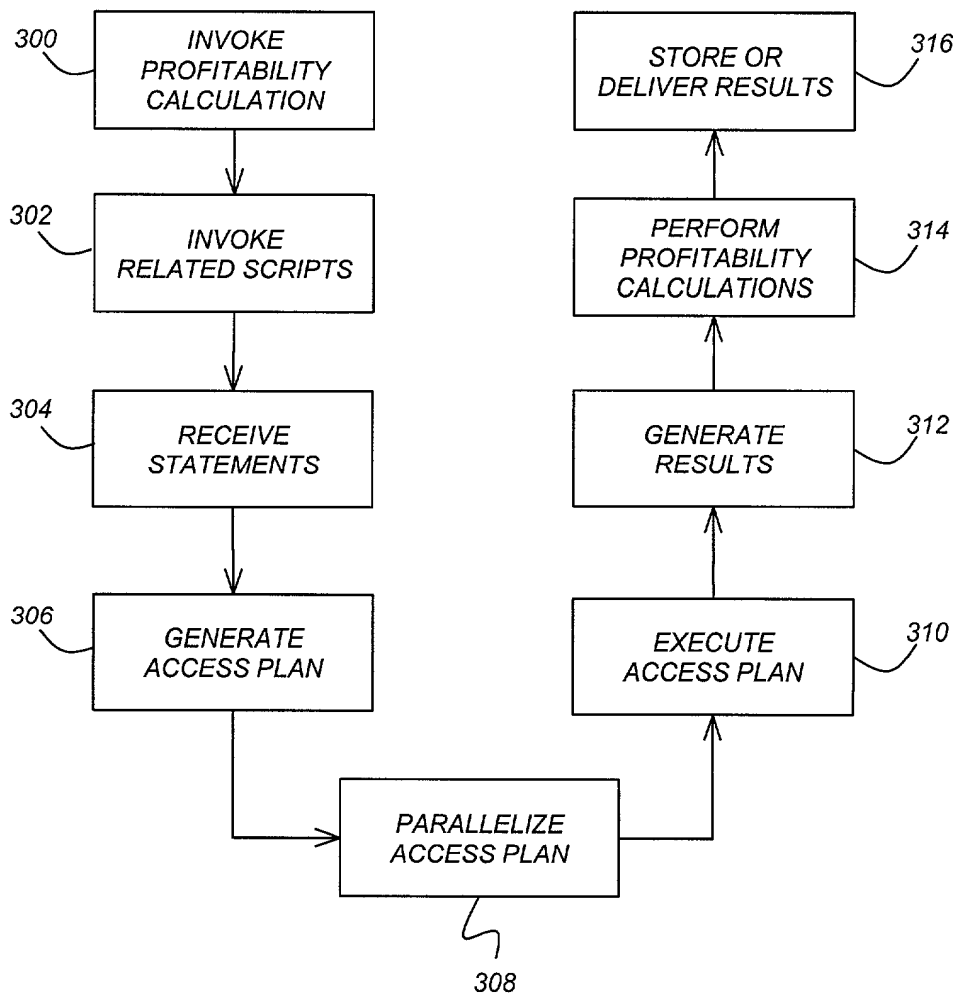 300
INVOKE
PROFITABILITY
CALCULATION
302
INVOKE
RELATED SCRIPTS
304
RECEIVE
STATEMENTS
306
GENERATE
ACCESS PLAN
PARALLELIZE
ACCESS PLAN
308
EXECUTE
ACCESS PLAN
310
GENERATE
RESULTS
312
PERFORM
PROFITABILITY
CALCULATIONS
314
STORE OR
DELIVER RESULTS
316